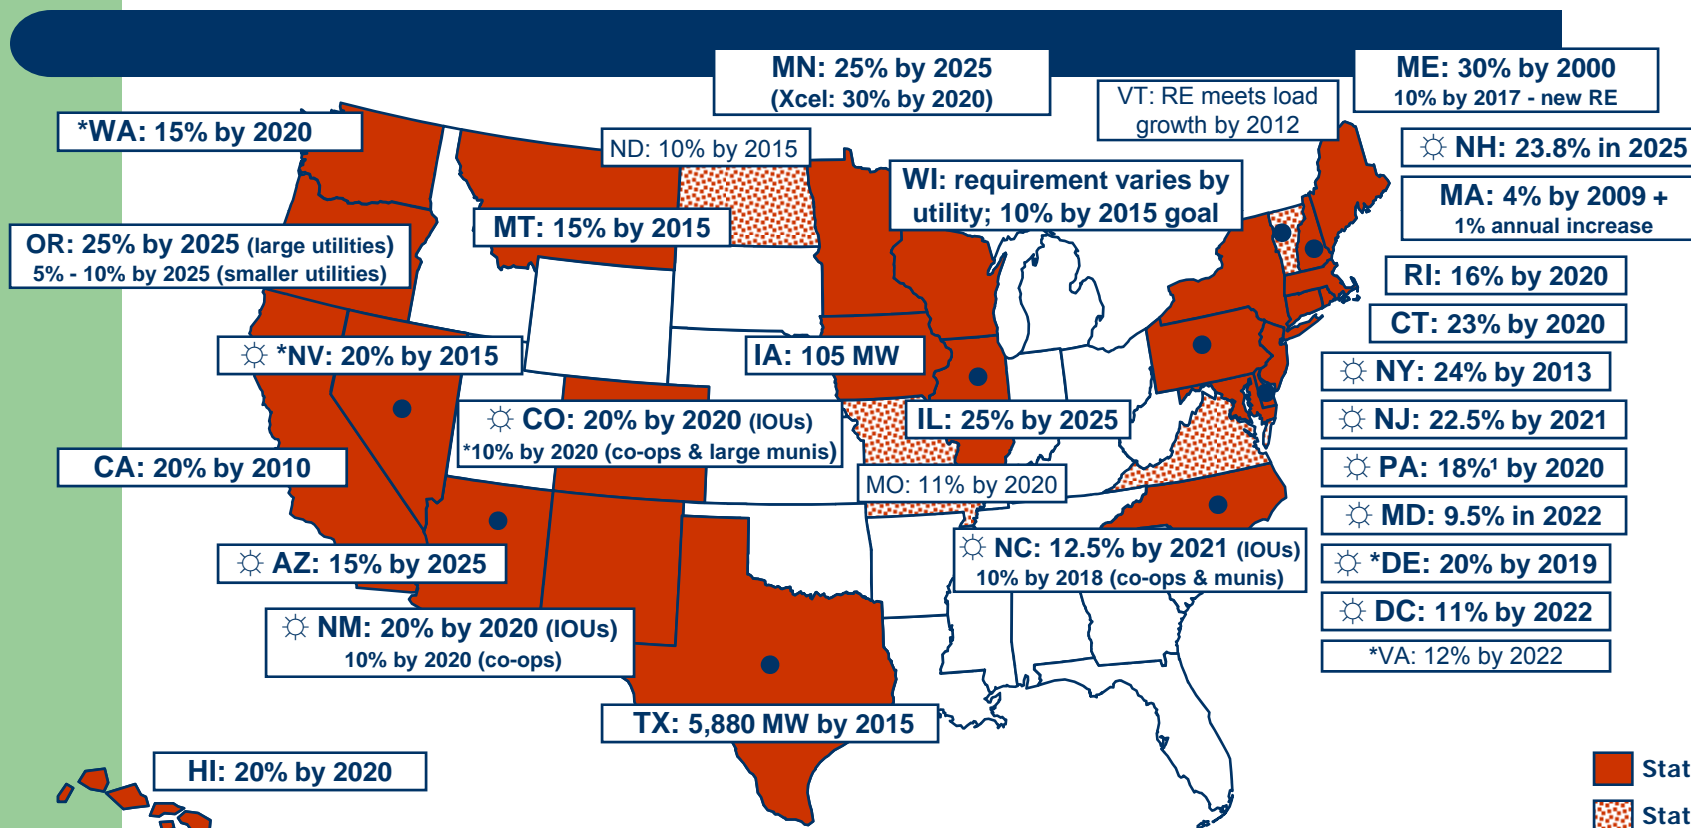 MN: 25% by 2025
(Xcel: 30% by 2020)
ME: 30% by 2000
10% by 2017 - new RE
VT: RE meets load
growth by 2012
*WA: 15% by 2020
ND: 10% by 2015
☼ NH: 23.8% in 2025
WI: requirement varies by
utility; 10% by 2015 goal
MA: 4% by 2009 +
1% annual increase
MT: 15% by 2015
OR: 25% by 2025 (large utilities)
5% - 10% by 2025 (smaller utilities)
RI: 16% by 2020
CT: 23% by 2020
☼ *NV: 20% by 2015
IA: 105 MW
☼ NY: 24% by 2013
☼ CO: 20% by 2020 (IOUs)
*10% by 2020 (co-ops & large munis)
IL: 25% by 2025
☼ NJ: 22.5% by 2021
CA: 20% by 2010
☼ PA: 18%¹ by 2020
MO: 11% by 2020
☼ MD: 9.5% in 2022
☼ NC: 12.5% by 2021 (IOUs)
10% by 2018 (co-ops & munis)
☼ AZ: 15% by 2025
☼ *DE: 20% by 2019
☼ DC: 11% by 2022
☼ NM: 20% by 2020 (IOUs)
10% by 2020 (co-ops)
*VA: 12% by 2022
TX: 5,880 MW by 2015
HI: 20% by 2020
Stat
Stat